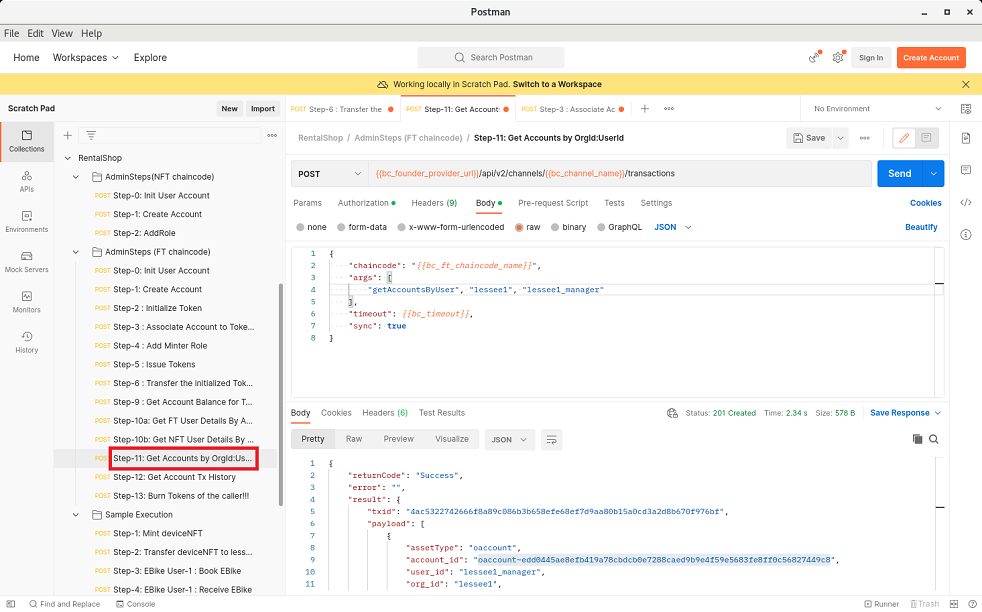 Postman
File Edit View Help
Home Workspaces Explore Search Postman Sign In Create Account
Working locally in Scratch Pad. Switch to a Workspace
Scratch Pad New Import
POST Step-6 : Transfer the POST Step-11: Get Account: POST Step-3 : Associate Ac No Environment
Collections
APIs
Environments
Mock Servers
Monitors
History
RentalShop
AdminSteps(NFT chaincode)
POST Step-0: Init User Account
POST Step-1: Create Account
POST Step-2: AddRole
AdminSteps (FT chaincode)
POST Step-0: Init User Account
POST Step-1: Create Account
POST Step-2 : Initialize Token
POST Step-3 : Associate Account to Toke...
POST Step-4 : Add Minter Role
POST Step-5 : Issue Tokens
POST Step-6 : Transfer the initialized Tok...
POST Step-9 : Get Account Balance for T...
POST Step-10a: Get FT User Details By A...
POST Step-10b: Get NFT User Details By ...
POST Step-11: Get Accounts by OrgId:Us...
POST Step-12: Get Account Tx History
POST Step-13: Burn Tokens of the caller!!!
Sample Execution
POST Step-1: Mint deviceNFT
POST Step-2: Transfer deviceNFT to less...
POST Step-3: EBike User-1 : Book EBike
POST Step-4: EBike User-1 : Receive EBike
RentalShop / AdminSteps (FT chaincode) / Step-11: Get Accounts by OrgId:UserId Save
POST {{bc_founder_provider_url}}/api/v2/channels/{{bc_channel_name}}/transactions Send
Params Authorization Headers (9) Body Pre-request Script Tests Settings Cookies
none form-data x-www-form-urlencoded raw binary GraphQL JSON Beautify
1 {
2 "chaincode": "{{bc_ft_chaincode_name}}",
3 "args": [
4 "getAccountsByUser", "lessee1", "lessee1_manager"
5 ],
6 "timeout": {{bc_timeout}},
7 "sync": true
8 }
Body Cookies Headers (6) Test Results Status: 201 Created Time: 2.34 s Size: 578 B Save Response
Pretty Raw Preview Visualize JSON
1 {
2 "returnCode": "Success",
3 "error": "",
4 "result": {
5 "txid": "4ac5322742666f8a89c086b3b658efe68ef7d9aa80b15a0cd3a2d8b670f976bf",
6 "payload": [
7 {
8 "assetType": "oaccount",
9 "account_id": "oaccount~edd0445ae8efb419a78cbdcb0e7288caed9b9e4f59e5683fe8ff0c56827449c8",
10 "user_id": "lessee1_manager",
11 "org_id": "lessee1",
Find and Replace Console Runner Trash